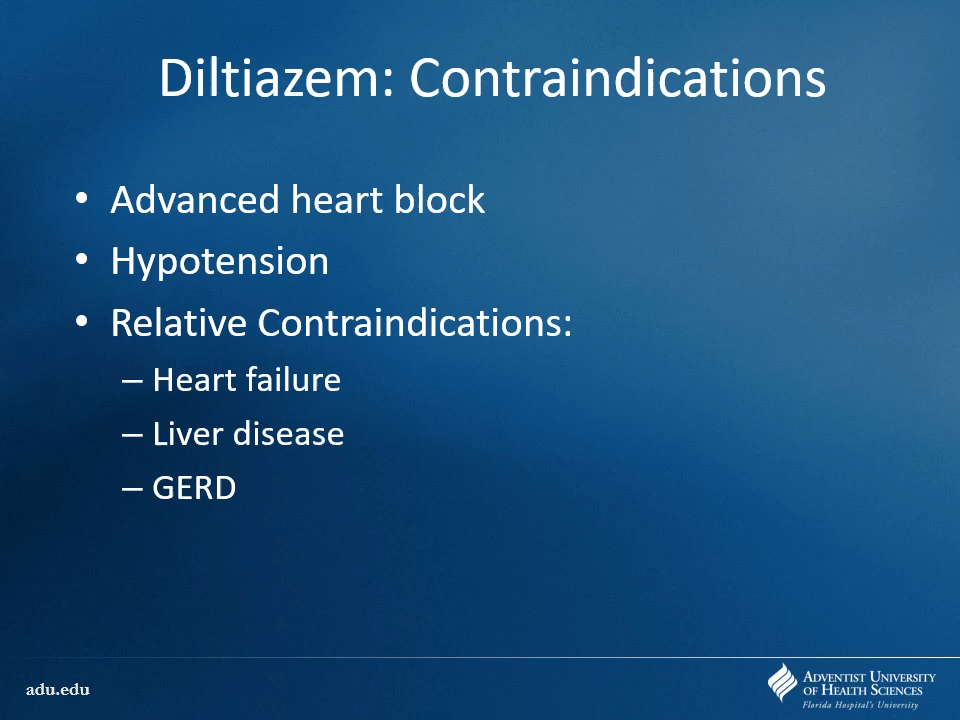 Diltiazem: Contraindications
• Advanced heart block
• Hypotension
• Relative Contraindications:
– Heart failure
– Liver disease
– GERD
adu.edu
ADVENTIST UNIVERSITY
OF HEALTH SCIENCES
Florida Hospital's University